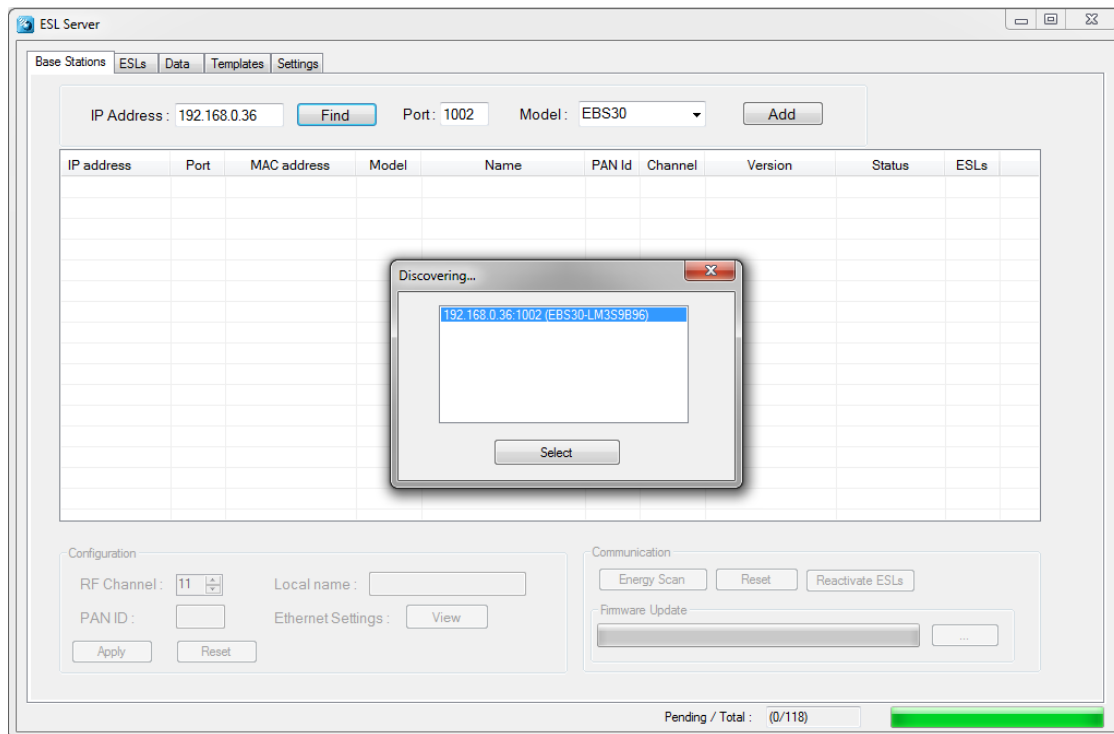 ESL Server
Base Stations ESLs Data Templates Settings
IP Address : 192.168.0.36 Find Port : 1002 Model : EBS30 Add
IP address Port MAC address Model Name PAN Id Channel Version Status ESLs
Discovering...
192.168.0.36:1002 (EBS30-LM3S9B96)
Select
Configuration
RF Channel : 11 Local name :
PAN ID : Ethernet Settings : View
Apply Reset
Communication
Energy Scan Reset Reactivate ESLs
Firmware Update
...
Pending / Total : (0/118)